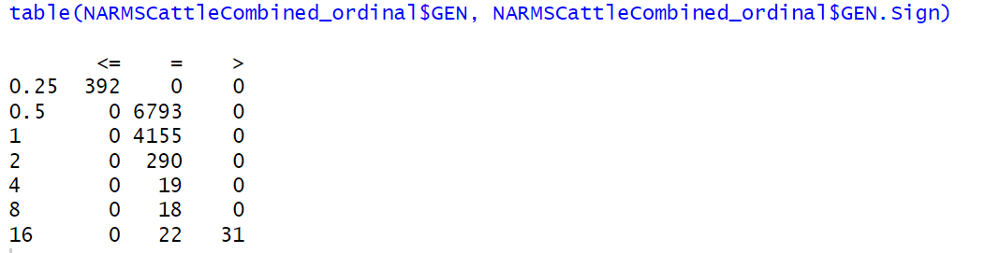 table(NARMSCattleCombined_ordinal$GEN, NARMSCattleCombined_ordinal$GEN.Sign)
<= = >
0.25 392 0 0
0.5 0 6793 0
1 0 4155 0
2 0 290 0
4 0 19 0
8 0 18 0
16 0 22 31